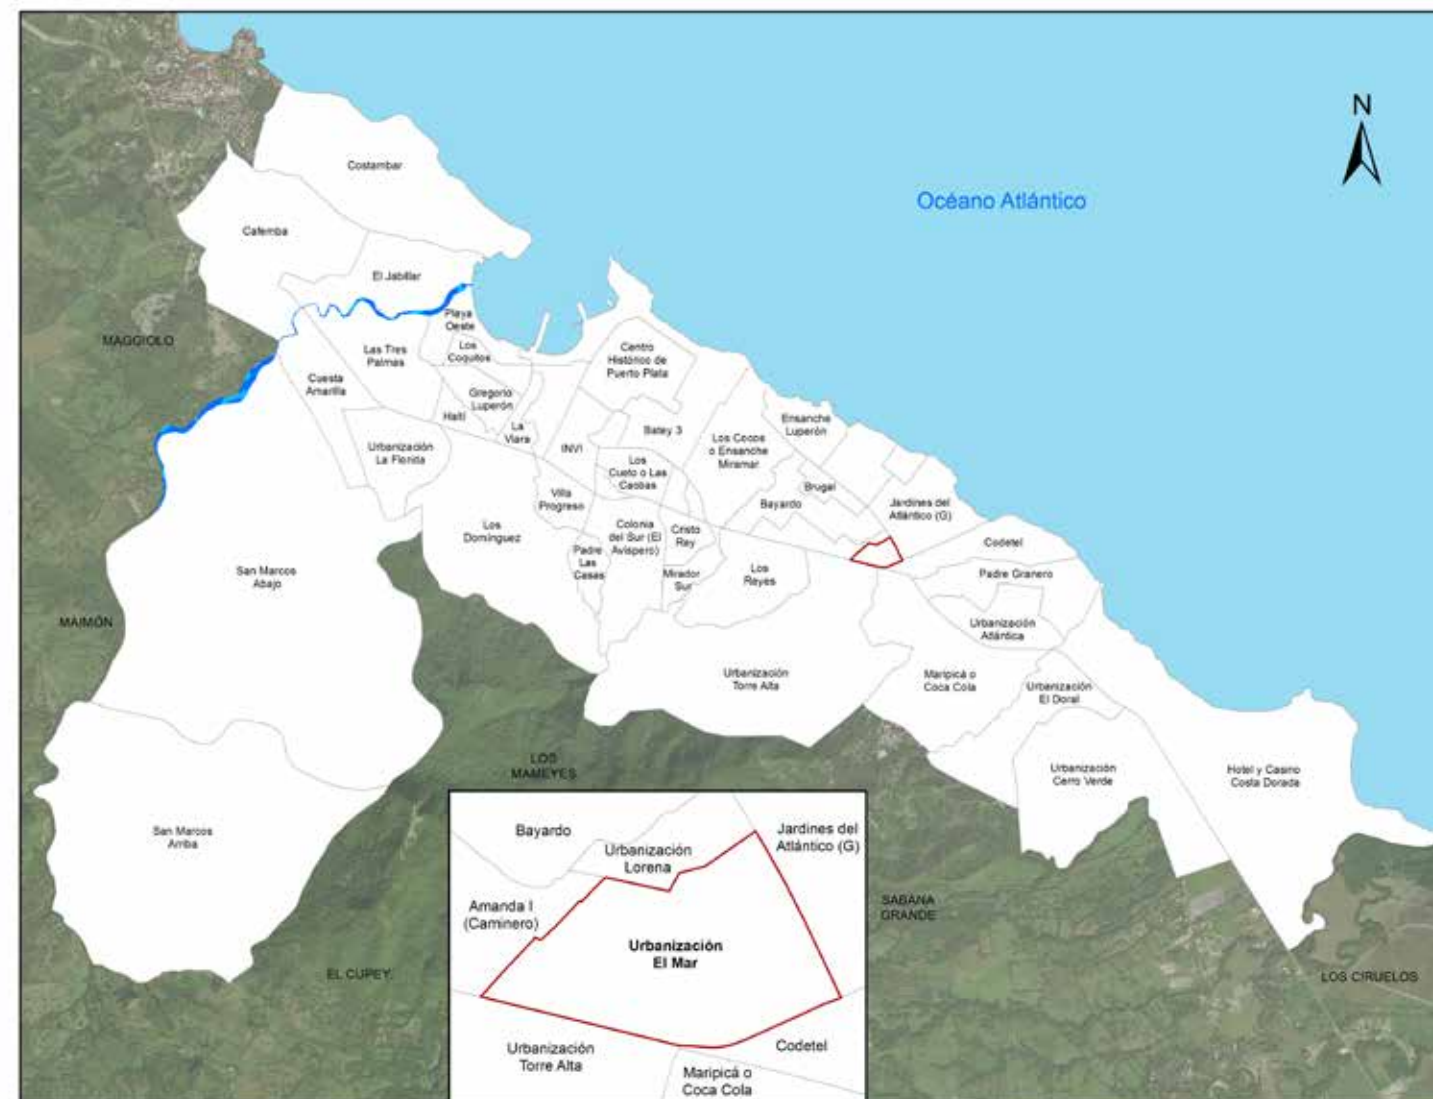 N
Océano Atlántico
Costambar
Cafemba
El Jabillar
MAGGIOLO
Playa
Oeste
Los
Coquitos
Las Tres
Palmas
Centro
Histórico de
Puerto Plata
Cuesta
Amarilla
Gregorio
Luperón
Haití
La
Viara
Urbanización
La Florida
INVI
Batey 3
Los Cocos
ó Ensanche
Miramar
Ensanche
Luperón
Los
Cueto o Las
Caobas
Brugal
Bayardo
Jardines del
Atlántico (G)
Villa
Progreso
Los
Domínguez
Colonia
del Sur (El
Avispero)
Cristo
Rey
Padre
Las
Casas
Mirador
Sur
Los
Reyes
Codetel
Padre Granero
San Marcos
Abajo
MAIMÓN
Urbanización
Atlántica
Urbanización
Torre Alta
Maripicá o
Coca Cola
Urbanización
El Doral
LOS
MAMEYES
Urbanización
Cerro Verde
Hotel y Casino
Costa Dorada
San Marcos
Arriba
EL CUPEY.
SABANA
GRANDE
LOS CIRUELOS
Bayardo
Urbanización
Lorena
Jardines del
Atlántico (G)
Amanda I
(Caminero)
Urbanización
El Mar
Urbanización
Torre Alta
Codetel
Maripicá o
Coca Cola